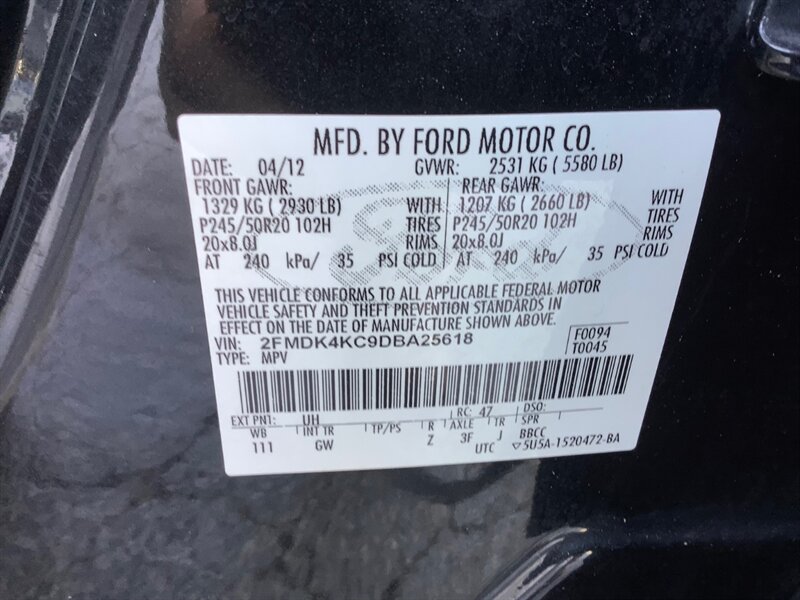 MFD. BY FORD MOTOR CO.
DATE: 04/12 GVWR: 2531 KG ( 5580 LB)
FRONT GAWR: REAR GAWR:
1329 KG ( 2930 LB) WITH 1207 KG ( 2660 LB) WITH
P245/50R20 102H TIRES P245/50R20 102H TIRES
20x8.0J RIMS 20x8.0J RIMS
AT 240 kPa/ 35 PSI COLD AT 240 kPa/ 35 PSI COLD
THIS VEHICLE CONFORMS TO ALL APPLICABLE FEDERAL MOTOR
VEHICLE SAFETY AND THEFT PREVENTION STANDARDS IN
EFFECT ON THE DATE OF MANUFACTURE SHOWN ABOVE.
VIN: 2FMDK4KC9DBA25618 F0094
TYPE: MPV T0045
EXT PNT: UH RC: 47 DSO:
WB INT TR TP/PS R AXLE TR SPR
111 GW Z 3F J BBCC
UTC ▽5U5A-1520472-BA